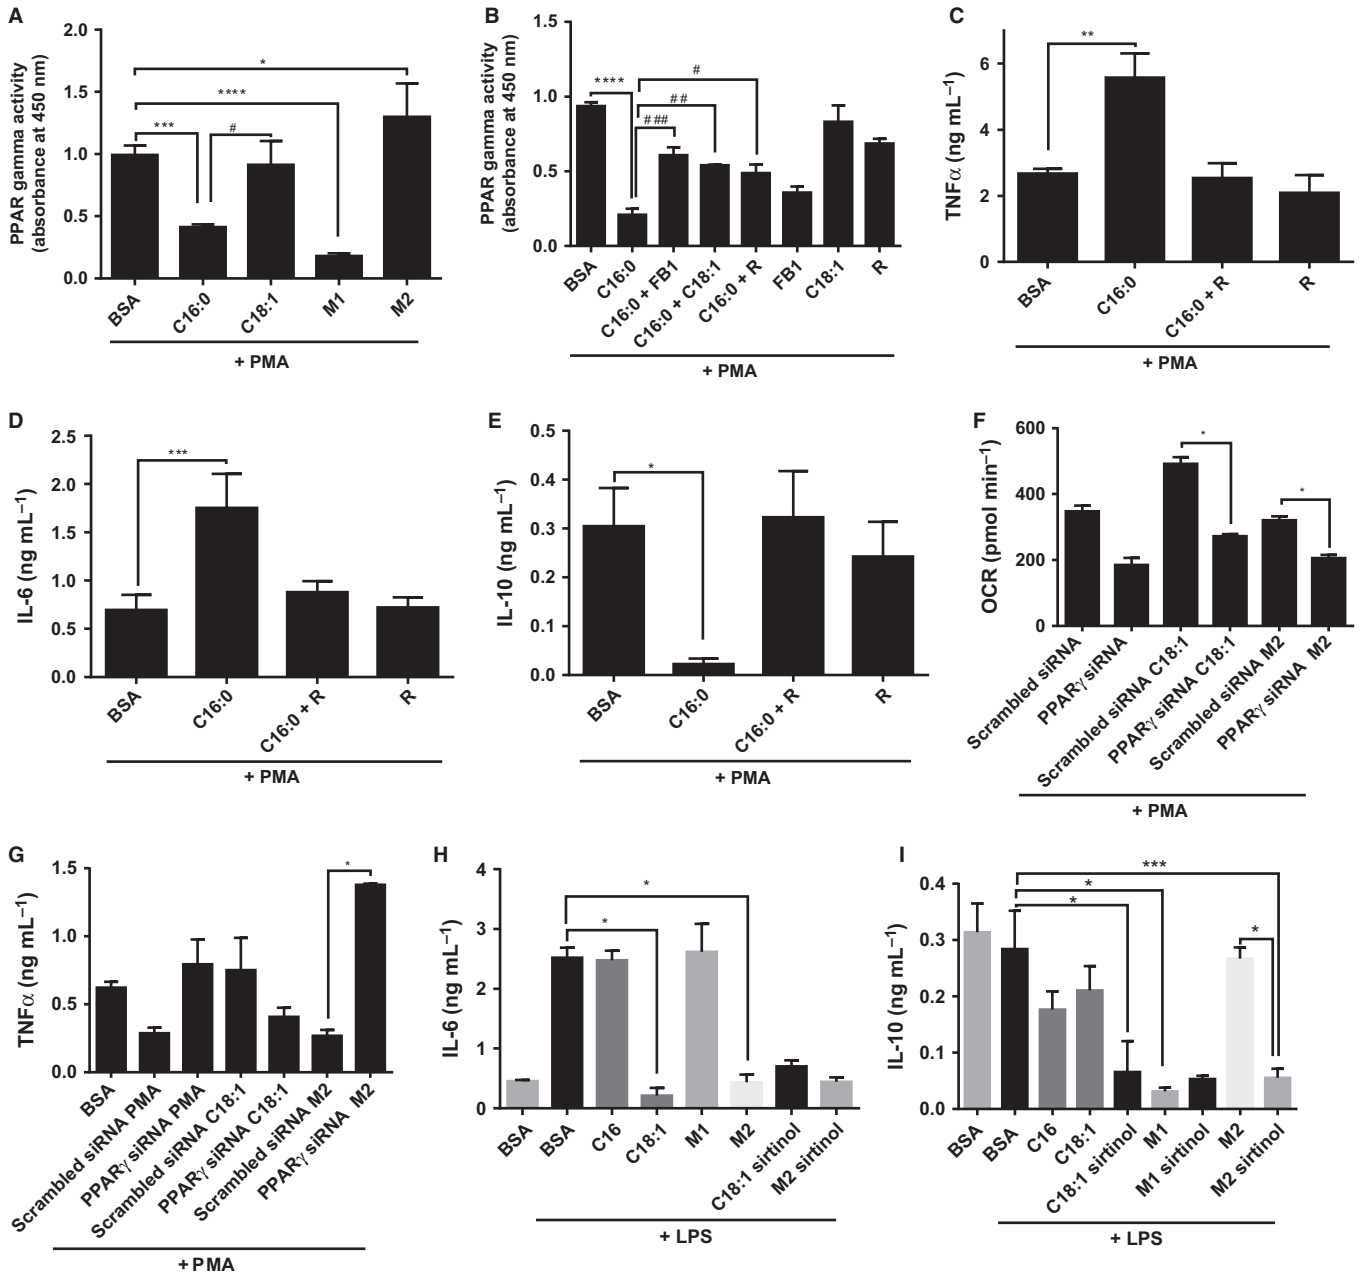 A
PPAR gamma activity
(absorbance at 450 nm)
2.0
1.5
1.0
0.5
0.0
*
****
***
#
BSA
C16:0
C18:1
M1
M2
+ PMA
B
PPAR gamma activity
(absorbance at 450 nm)
1.5
1.0
0.5
0.0
****
#
##
###
BSA
C16:0
C16:0 + FB1
C16:0 + C18:1
C16:0 + R
FB1
C18:1
R
+ PMA
C
TNFα (ng mL⁻¹)
6
4
2
0
**
BSA
C16:0
C16:0 + R
R
+ PMA
D
IL-6 (ng mL⁻¹)
2.5
2.0
1.5
1.0
0.5
0.0
***
BSA
C16:0
C16:0 + R
R
+ PMA
E
IL-10 (ng mL⁻¹)
0.5
0.4
0.3
0.2
0.1
0.0
*
BSA
C16:0
C16:0 + R
R
+ PMA
F
OCR (pmol min⁻¹)
600
400
200
0
*
*
Scrambled siRNA
PPARγ siRNA
Scrambled siRNA C18:1
PPARγ siRNA C18:1
Scrambled siRNA M2
PPARγ siRNA M2
+ PMA
G
TNFα (ng mL⁻¹)
1.5
1.0
0.5
0.0
*
BSA
Scrambled siRNA PMA
PPARγ siRNA PMA
Scrambled siRNA C18:1
PPARγ siRNA C18:1
Scrambled siRNA M2
PPARγ siRNA M2
+ PMA
H
IL-6 (ng mL⁻¹)
4
3
2
1
0
*
*
BSA
BSA
C16
C18:1
M1
M2
C18:1 sirtinol
M2 sirtinol
+ LPS
I
IL-10 (ng mL⁻¹)
0.4
0.3
0.2
0.1
0.0
***
*
*
*
BSA
BSA
C16
C18:1
C18:1 sirtinol
M1
M1 sirtinol
M2
M2 sirtinol
+ LPS